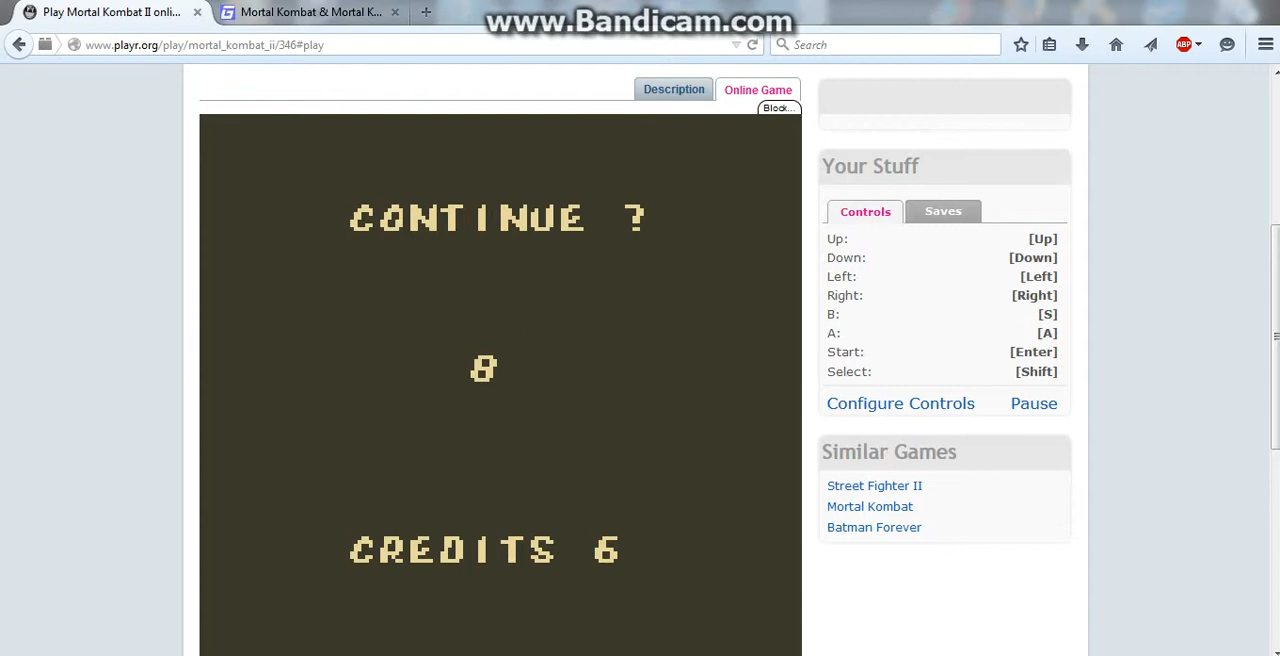 Play Mortal Kombat II onli...
Mortal Kombat & Mortal K...
www.Bandicam.com
www.playr.org/play/mortal_kombat_ii/346#play
Search
ABP
Description
Online Game
Block...
CONTINUE ?
8
CREDITS 6
Your Stuff
Controls
Saves
Up: [Up]
Down: [Down]
Left: [Left]
Right: [Right]
B: [S]
A: [A]
Start: [Enter]
Select: [Shift]
Configure Controls
Pause
Similar Games
Street Fighter II
Mortal Kombat
Batman Forever